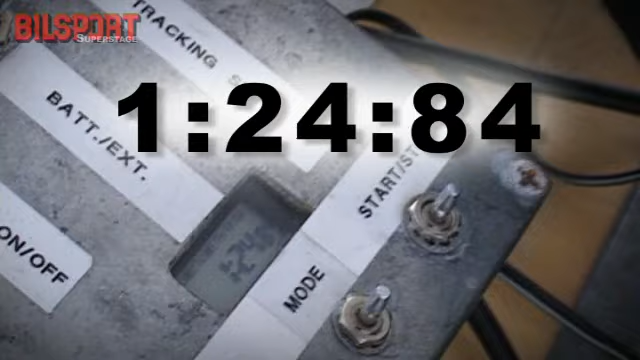 BILSPORT
SUPERSTAGE
TRACKING
1:24:84
BATT./EXT.
START/ST
ON/OFF
MODE